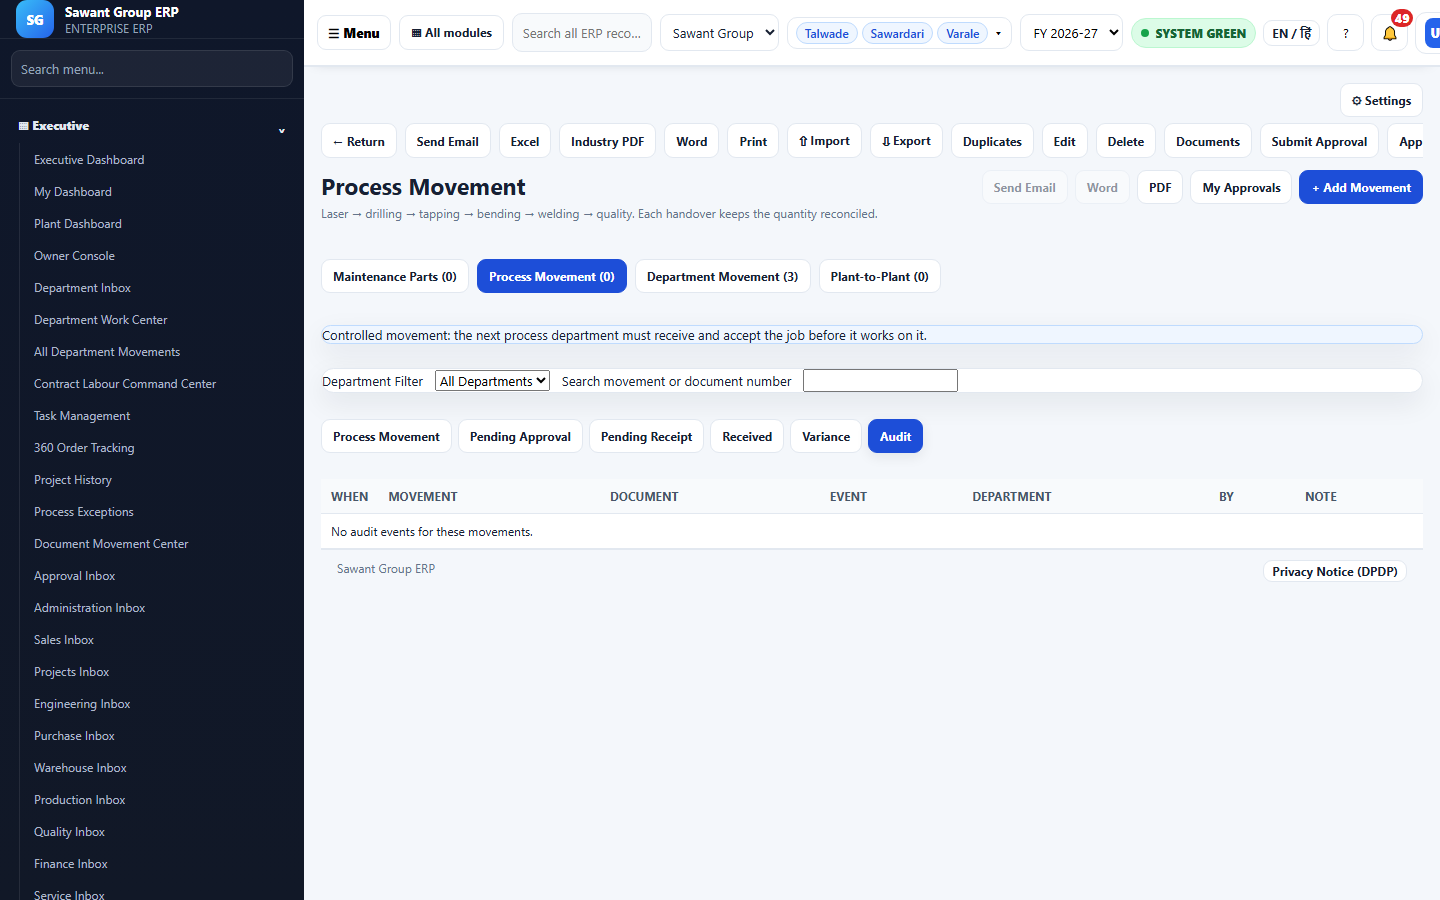 SG
Sawant Group ERP
ENTERPRISE ERP
☰ Menu
▦ All modules
Search all ERP reco...
Sawant Group
Talwade
Sawardari
Varale
FY 2026-27
SYSTEM GREEN
EN / हिं
?
🔔
49
Search menu...
▦ Executive
Executive Dashboard
My Dashboard
Plant Dashboard
Owner Console
Department Inbox
Department Work Center
All Department Movements
Contract Labour Command Center
Task Management
360 Order Tracking
Project History
Process Exceptions
Document Movement Center
Approval Inbox
Administration Inbox
Sales Inbox
Projects Inbox
Engineering Inbox
Purchase Inbox
Warehouse Inbox
Production Inbox
Quality Inbox
Finance Inbox
Service Inbox
⚙ Settings
← Return
Send Email
Excel
Industry PDF
Word
Print
⇧ Import
⇩ Export
Duplicates
Edit
Delete
Documents
Submit Approval
App
Process Movement
Send Email
Word
PDF
My Approvals
+ Add Movement
Laser → drilling → tapping → bending → welding → quality. Each handover keeps the quantity reconciled.
Maintenance Parts (0)
Process Movement (0)
Department Movement (3)
Plant-to-Plant (0)
Controlled movement: the next process department must receive and accept the job before it works on it.
Department Filter
All Departments
Search movement or document number
Process Movement
Pending Approval
Pending Receipt
Received
Variance
Audit
WHEN MOVEMENT DOCUMENT EVENT DEPARTMENT BY NOTE
No audit events for these movements.
Sawant Group ERP
Privacy Notice (DPDP)